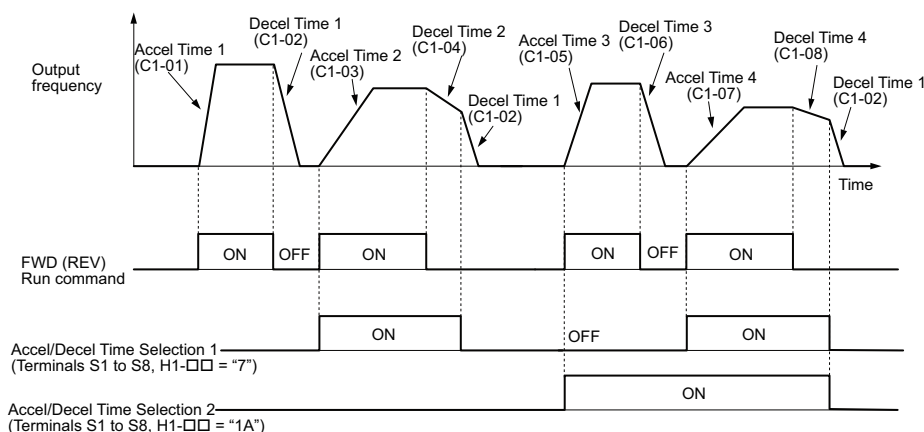 Decel Time 1
(C1-02)
Accel Time 1
(C1-01)
Accel Time 2
(C1-03)
Decel Time 2
(C1-04)
Decel Time 1
(C1-02)
Accel Time 3
(C1-05)
Decel Time 3
(C1-06)
Accel Time 4
(C1-07)
Decel Time 4
(C1-08)
Decel Time 1
(C1-02)
Output
frequency
Time
FWD (REV)
Run command
ON
OFF
ON
ON
OFF
ON
Accel/Decel Time Selection 1
(Terminals S1 to S8, H1-□□ = “7”)
ON
OFF
ON
Accel/Decel Time Selection 2
(Terminals S1 to S8, H1-□□ = “1A”)
ON